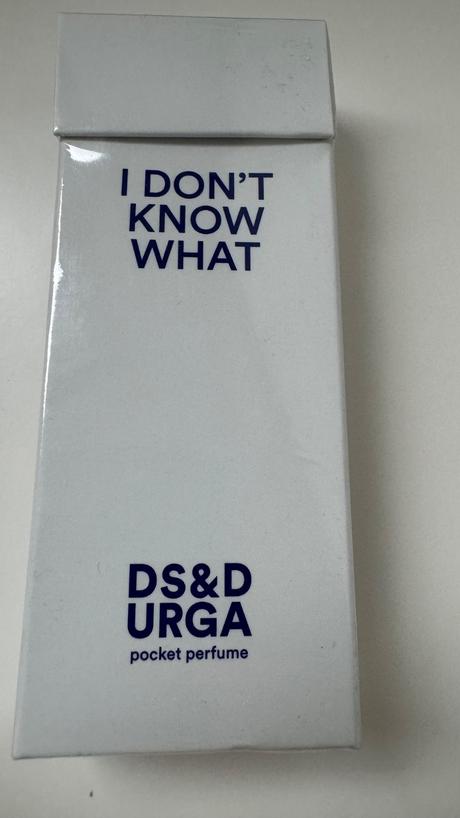 I DON'T
KNOW
WHAT
DS&D
URGA
pocket perfume